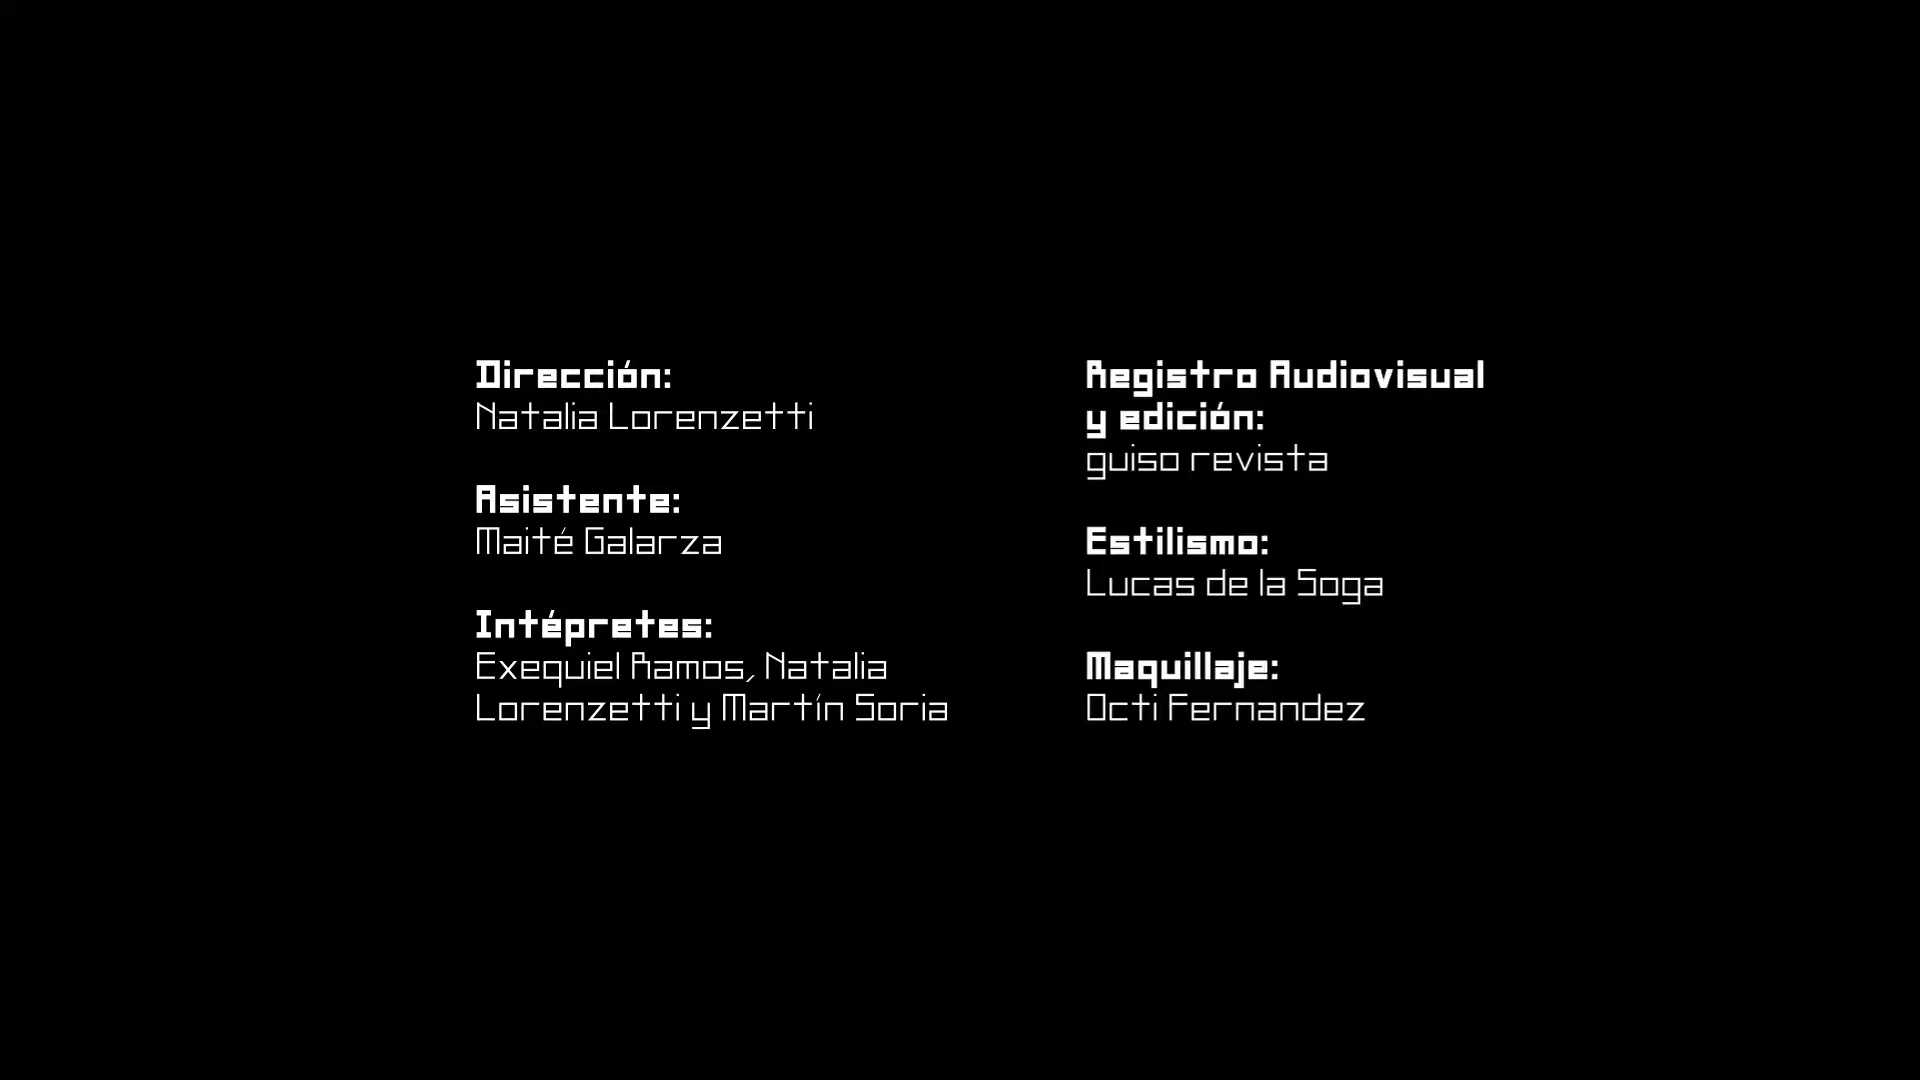 Dirección:
Natalia Lorenzetti
Asistente:
Maité Galarza
Intépretes:
Exequiel Ramos, Natalia
Lorenzetti y Martín Soria
Registro Audiovisual
y edición:
guiso revista
Estilismo:
Lucas de la Soga
Maquillaje:
Octi Fernandez